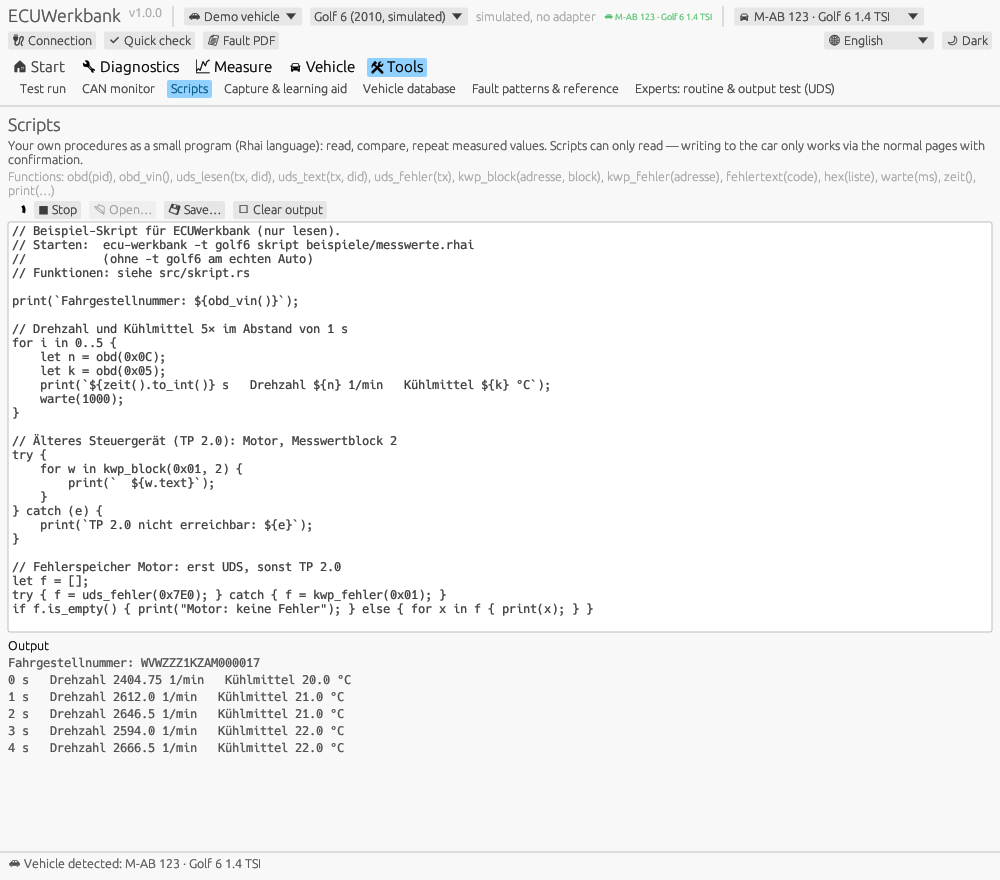 ECUWerkbank v1.0.0 Demo vehicle Golf 6 (2010, simulated) simulated, no adapter M-AB 123 · Golf 6 1.4 TSI M-AB 123 · Golf 6 1.4 TSI
Connection Quick check Fault PDF English Dark
Start Diagnostics Measure Vehicle Tools
Test run CAN monitor Scripts Capture & learning aid Vehicle database Fault patterns & reference Experts: routine & output test (UDS)
Scripts
Your own procedures as a small program (Rhai language): read, compare, repeat measured values. Scripts can only read — writing to the car only works via the normal pages with
confirmation.
Functions: obd(pid), obd_vin(), uds_lesen(tx, did), uds_text(tx, did), uds_fehler(tx), kwp_block(adresse, block), kwp_fehler(adresse), fehlertext(code), hex(liste), warte(ms), zeit(),
print(...)
Stop Open... Save... Clear output
// Beispiel-Skript für ECUWerkbank (nur lesen).
// Starten:  ecu-werkbank -t golf6 skript beispiele/messwerte.rhai
//           (ohne -t golf6 am echten Auto)
// Funktionen: siehe src/skript.rs
print(`Fahrgestellnummer: ${obd_vin()}`);
// Drehzahl und Kühlmittel 5× im Abstand von 1 s
for i in 0..5 {
    let n = obd(0x0C);
    let k = obd(0x05);
    print(`${zeit().to_int()} s   Drehzahl ${n} 1/min   Kühlmittel ${k} °C`);
    warte(1000);
}
// Älteres Steuergerät (TP 2.0): Motor, Messwertblock 2
try {
    for w in kwp_block(0x01, 2) {
        print(`  ${w.text}`);
    }
} catch (e) {
    print(`TP 2.0 nicht erreichbar: ${e}`);
}
// Fehlerspeicher Motor: erst UDS, sonst TP 2.0
let f = [];
try { f = uds_fehler(0x7E0); } catch { f = kwp_fehler(0x01); }
if f.is_empty() { print("Motor: keine Fehler"); } else { for x in f { print(x); } }
Output
Fahrgestellnummer: WVWZZZ1KZAM000017
0 s   Drehzahl 2404.75 1/min   Kühlmittel 20.0 °C
1 s   Drehzahl 2612.0 1/min   Kühlmittel 21.0 °C
2 s   Drehzahl 2646.5 1/min   Kühlmittel 21.0 °C
3 s   Drehzahl 2594.0 1/min   Kühlmittel 22.0 °C
4 s   Drehzahl 2666.5 1/min   Kühlmittel 22.0 °C
Vehicle detected: M-AB 123 · Golf 6 1.4 TSI